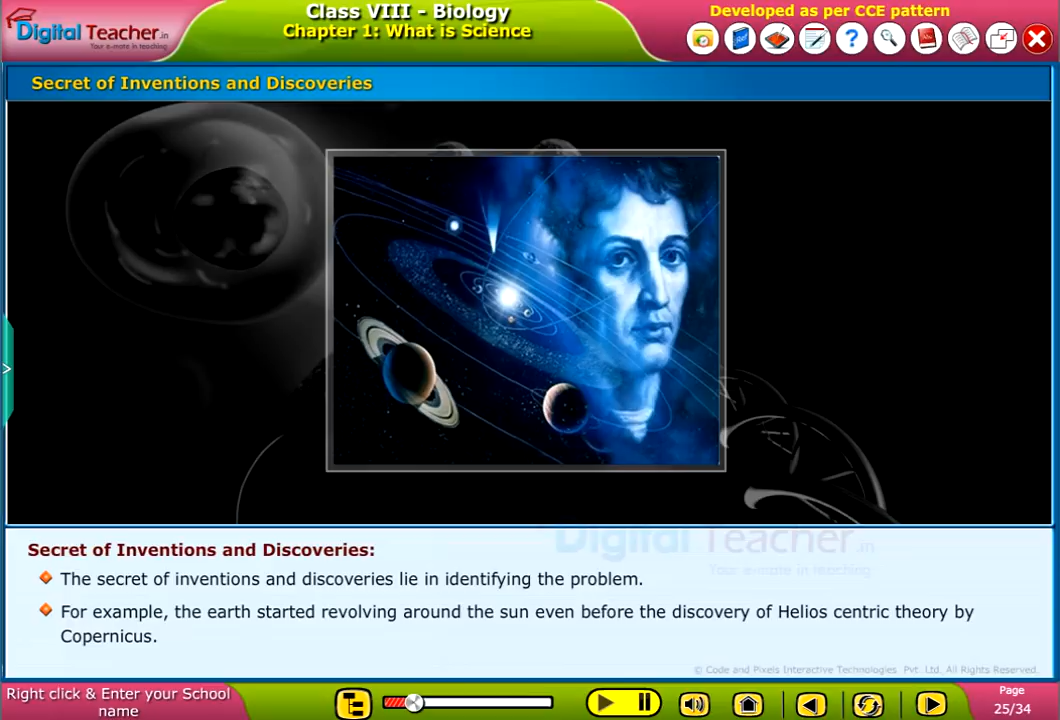 Digital Teacher.in
Your e-mate in teaching
Class VIII - Biology
Chapter 1: What is Science
Developed as per CCE pattern
Secret of Inventions and Discoveries
Digital Teacher.in
Your e-mate in teaching
Secret of Inventions and Discoveries:
The secret of inventions and discoveries lie in identifying the problem.
For example, the earth started revolving around the sun even before the discovery of Helios centric theory by
Copernicus.
© Code and Pixels Interactive Technologies. Pvt. Ltd. All Rights Reserved.
Right click & Enter your School
name
Page
25/34